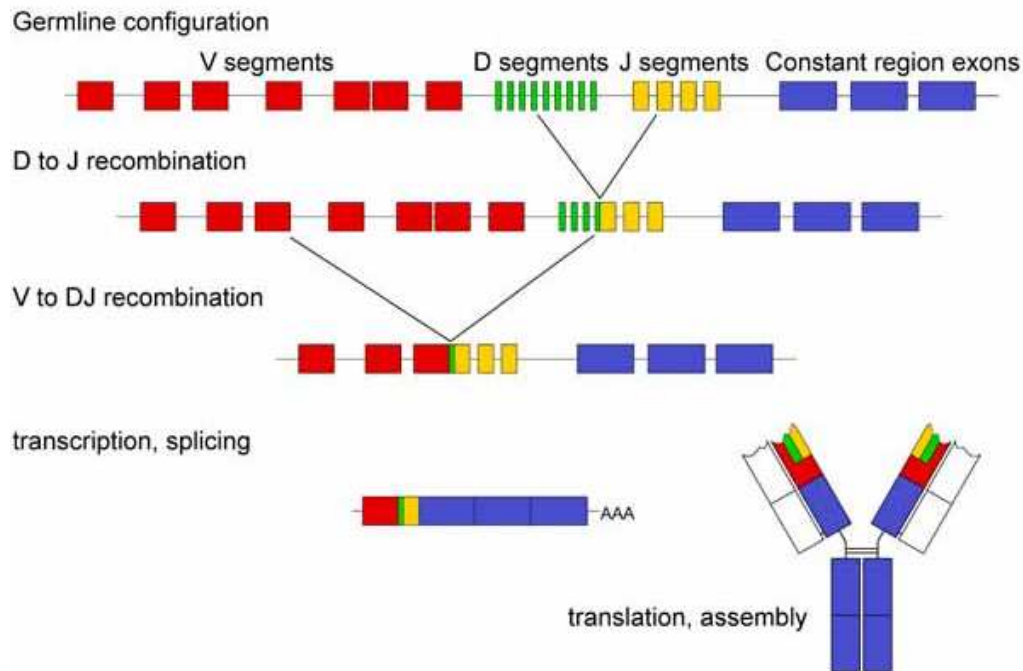 Germline configuration
V segments
D segments
J segments
Constant region exons
D to J recombination
V to DJ recombination
transcription, splicing
AAA
translation, assembly